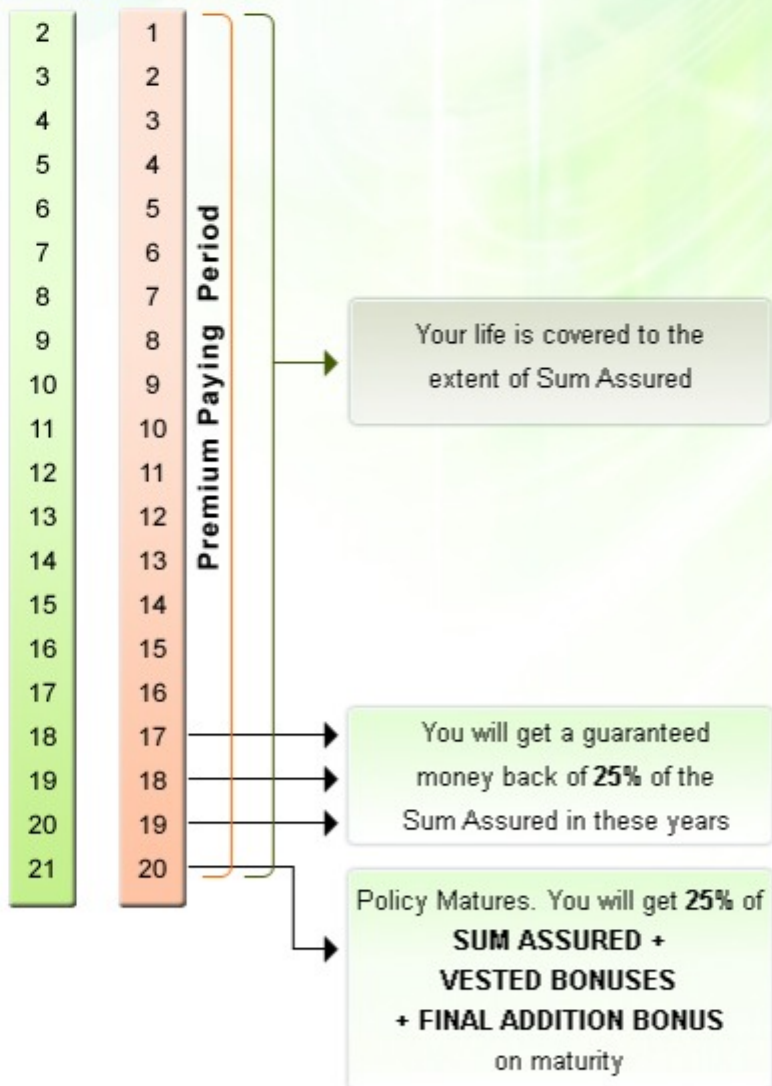 2 1
3 2
4 3
5 4
6 5
7 6
8 7
9 8
10 9
11 10
12 11
13 12
14 13
15 14
16 15
17 16
18 17
19 18
20 19
21 20
Premium Paying Period
Your life is covered to the
extent of Sum Assured
You will get a guaranteed
money back of 25% of the
Sum Assured in these years
Policy Matures. You will get 25% of
SUM ASSURED +
VESTED BONUSES
+ FINAL ADDITION BONUS
on maturity